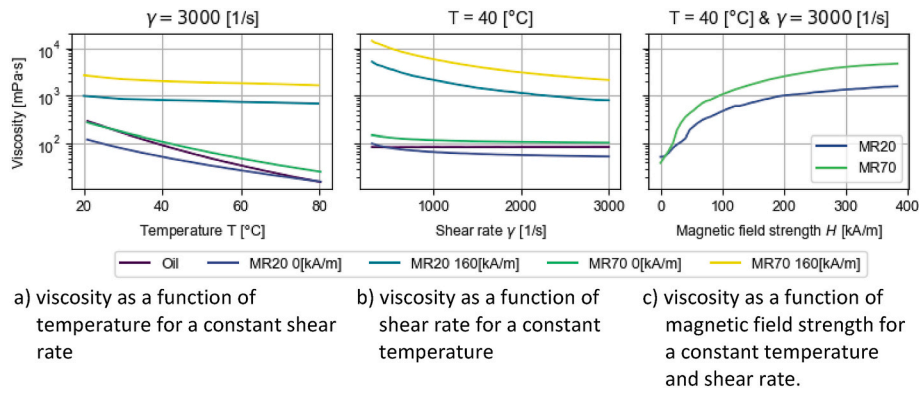 γ = 3000 [1/s]
T = 40 [°C]
T = 40 [°C] & γ = 3000 [1/s]
Viscosity [mPa·s]
10⁴
10³
10²
20
40
60
80
Temperature T [°C]
1000
2000
3000
Shear rate γ [1/s]
MR20
MR70
0
100
200
300
400
Magnetic field strength H [kA/m]
Oil
MR20 0[kA/m]
MR20 160[kA/m]
MR70 0[kA/m]
MR70 160[kA/m]
a) viscosity as a function of
temperature for a constant shear
rate
b) viscosity as a function of
shear rate for a constant
temperature
c) viscosity as a function of
magnetic field strength for
a constant temperature
and shear rate.